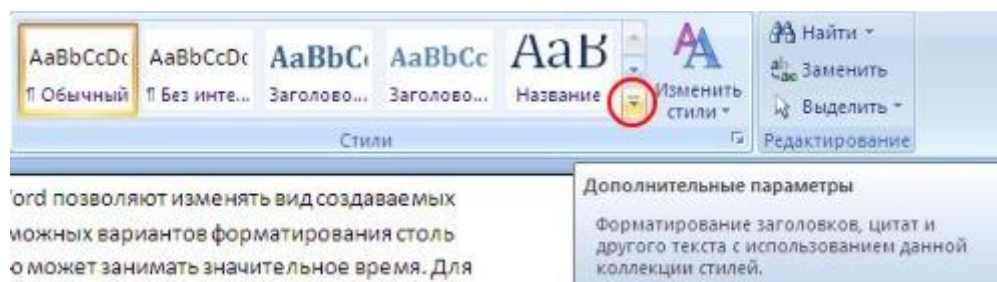 AaBbCcDc AaBbCcDc AaBbC AaBbCc AaB
¶ Обычный ¶ Без инте... Заголово... Заголово... Название
Изменить стили
Найти
Заменить
Выделить
Стили
Редактирование
ord позволяют изменять вид создаваемых
можных вариантов форматирования столь
о может занимать значительное время. Для
Дополнительные параметры
Форматирование заголовков, цитат и
другого текста с использованием данной
коллекции стилей.